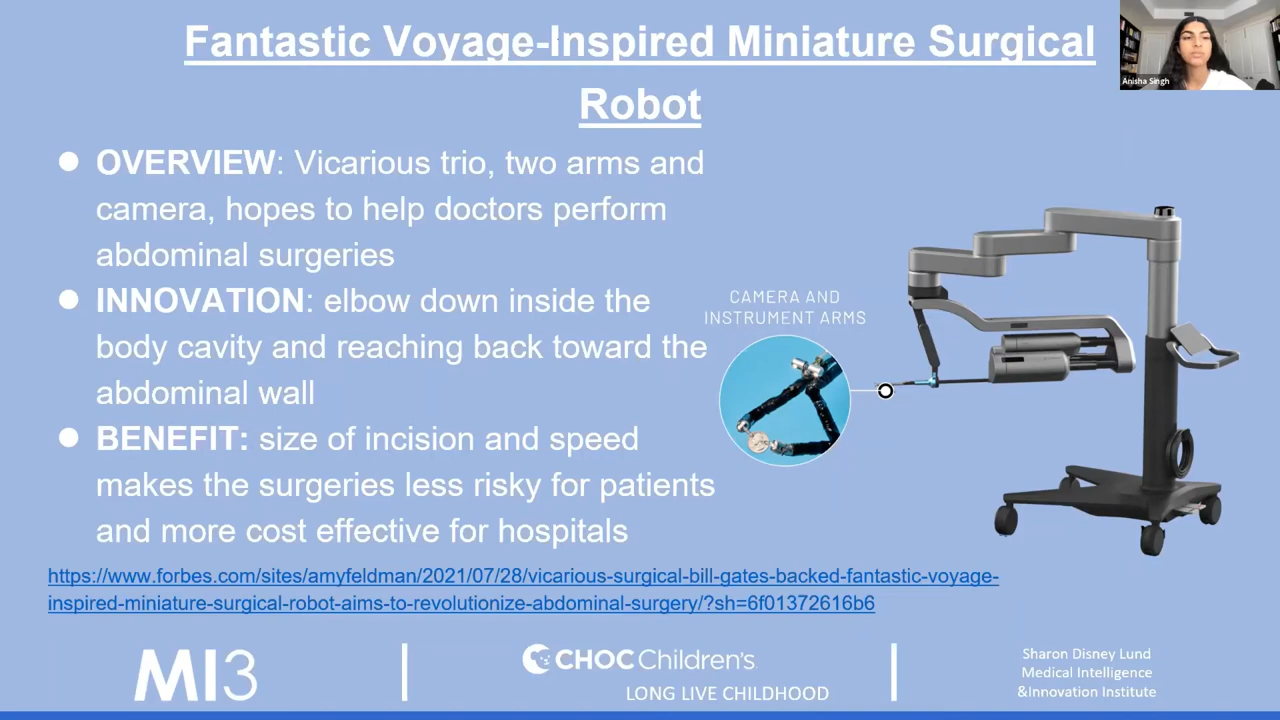 Fantastic Voyage-Inspired Miniature Surgical
Robot
Anisha Singh
● OVERVIEW: Vicarious trio, two arms and
camera, hopes to help doctors perform
abdominal surgeries
● INNOVATION: elbow down inside the
body cavity and reaching back toward the
abdominal wall
● BENEFIT: size of incision and speed
makes the surgeries less risky for patients
and more cost effective for hospitals
CAMERA AND
INSTRUMENT ARMS
https://www.forbes.com/sites/amyfeldman/2021/07/28/vicarious-surgical-bill-gates-backed-fantastic-voyage-
inspired-miniature-surgical-robot-aims-to-revolutionize-abdominal-surgery/?sh=6f01372616b6
MI3
CHOC Children's
LONG LIVE CHILDHOOD
Sharon Disney Lund
Medical Intelligence
&Innovation Institute